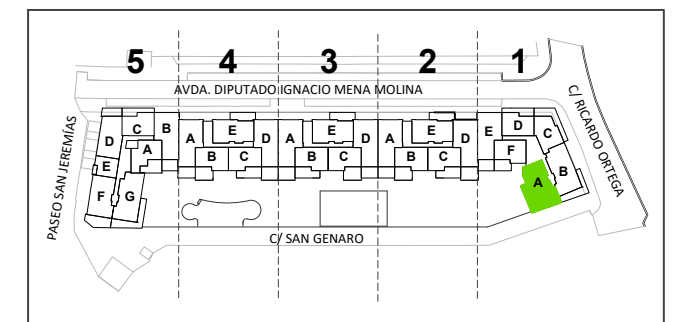 5 4 3 2 1
AVDA. DIPUTADO IGNACIO MENA MOLINA
C/ RICARDO ORTEGA
PASEO SAN JEREMÍAS
D C B A E F G
A E D B C
A E D B C
A E D B C
E D C F A B
C/ SAN GENARO